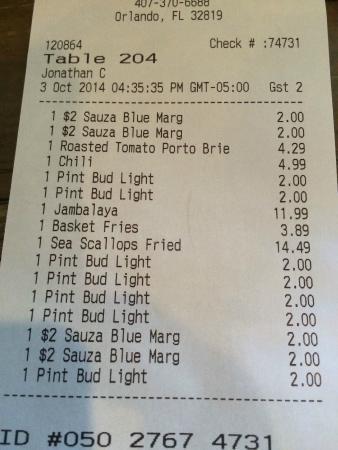 407-370-6688
Orlando, FL 32819
120864 Check # :74731
Table 204
Jonathan C
3 Oct 2014 04:35:35 PM GMT-05:00 Gst 2
1 $2 Sauza Blue Marg 2.00
1 $2 Sauza Blue Marg 2.00
1 Roasted Tomato Porto Brie 4.29
1 Chili 4.99
1 Pint Bud Light 2.00
1 Pint Bud Light 2.00
1 Jambalaya 11.99
1 Basket Fries 3.89
1 Sea Scallops Fried 14.49
1 Pint Bud Light 2.00
1 Pint Bud Light 2.00
1 Pint Bud Light 2.00
1 Pint Bud Light 2.00
1 $2 Sauza Blue Marg 2.00
1 $2 Sauza Blue Marg 2.00
1 Pint Bud Light 2.00
ID #050 2767 4731